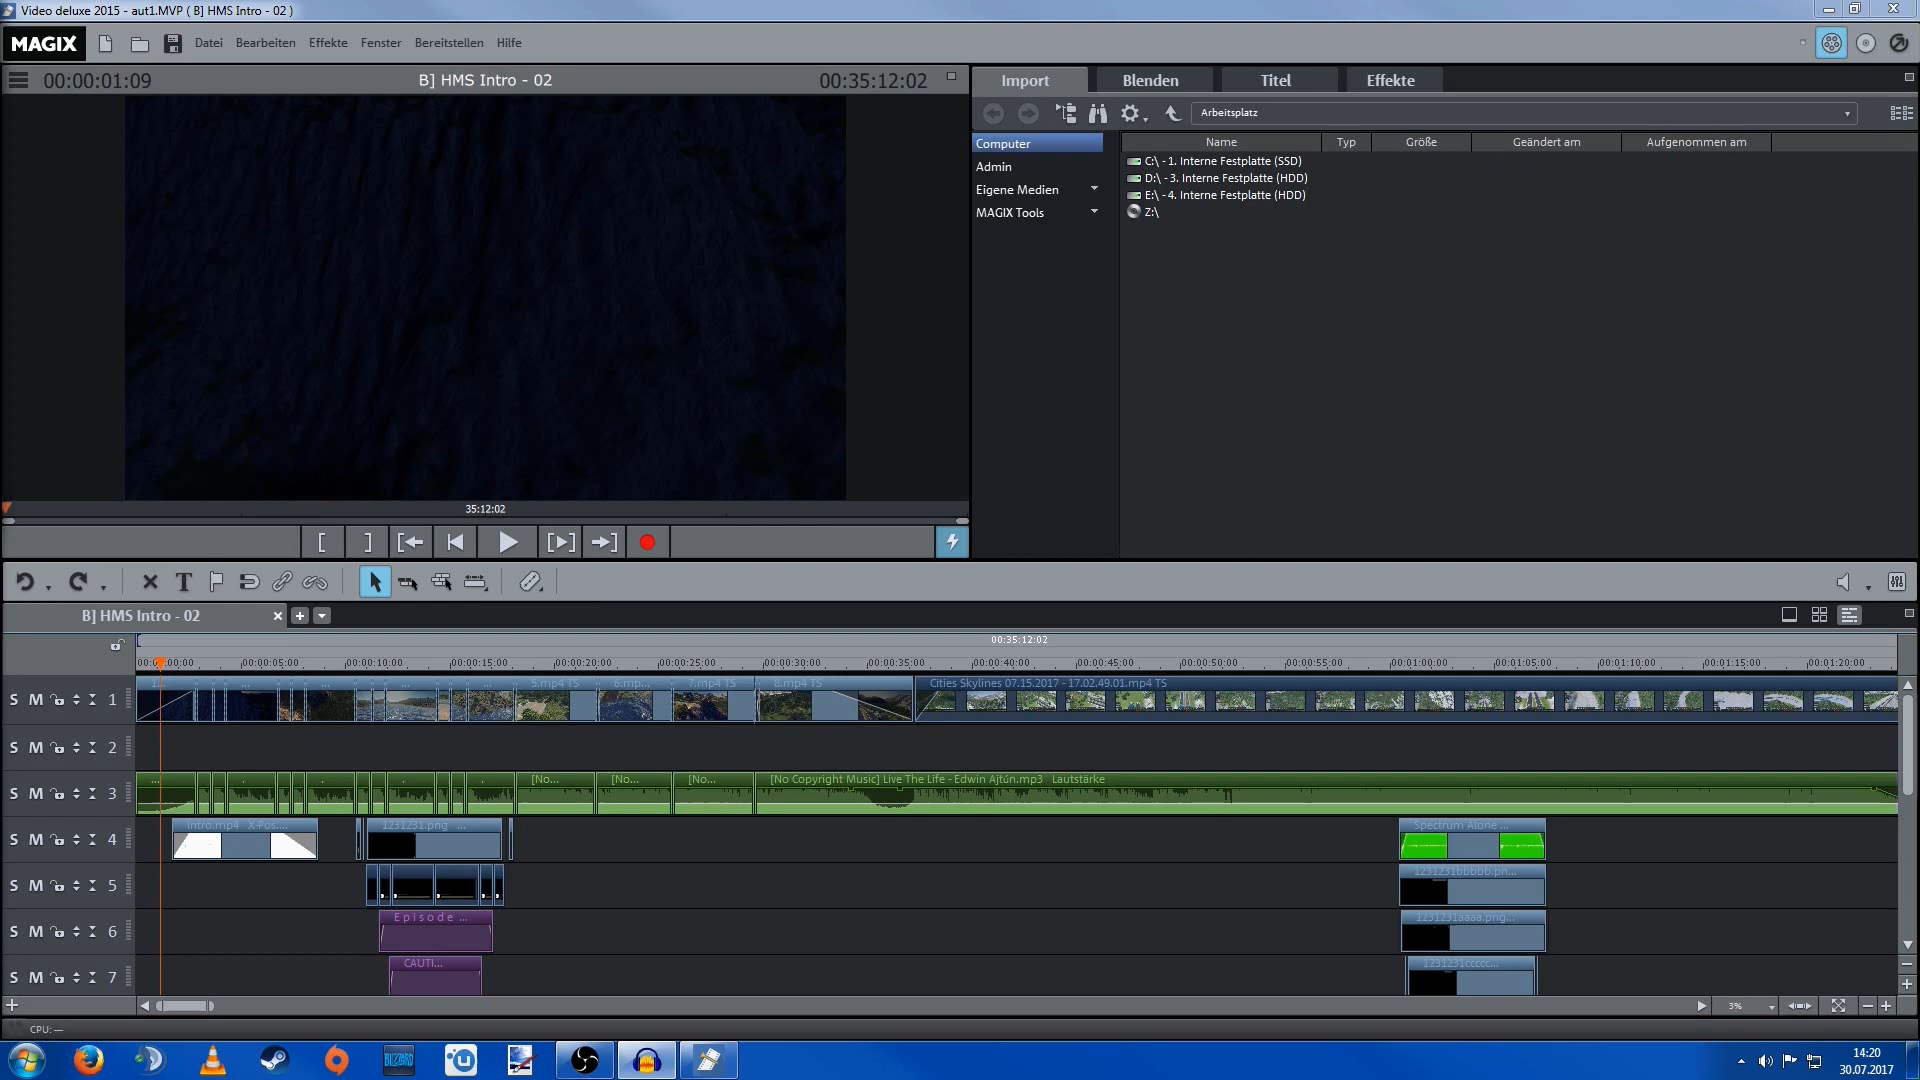 Video deluxe 2015 - aut1.MVP ( B] HMS Intro - 02 )
MAGIX Datei Bearbeiten Effekte Fenster Bereitstellen Hilfe
00:00:01:09 B] HMS Intro - 02 00:35:12:02
Import Blenden Titel Effekte
Arbeitsplatz
Computer
Admin
Eigene Medien
MAGIX Tools
Name Typ Größe Geändert am Aufgenommen am
C:\ - 1. Interne Festplatte (SSD)
D:\ - 3. Interne Festplatte (HDD)
E:\ - 4. Interne Festplatte (HDD)
Z:\
35:12:02
B] HMS Intro - 02
00:35:12:02
00:00:05:00 00:00:10:00 00:00:15:00 00:00:20:00 00:00:25:00 00:00:30:00 00:00:35:00 00:00:40:00 00:00:45:00 00:00:50:00 00:00:55:00 00:01:00:00 00:01:05:00 00:01:10:00 00:01:15:00 00:01:20:00
S M 1 1... ... ... ... ... ... 5.mp4 TS 6.mp... 7.mp4 TS 8.mp4 TS Cities Skylines 07.15.2017 - 17.02.49.01.mp4 TS
S M 2
S M 3 ... [No... [No... [No... [No Copyright Music] Live The Life - Edwin Ajtún.mp3 Lautstärke
S M 4 Intro.mp4 X-Pos.... 1231231.png ... Spectrum Alone ...
S M 5 1231231bbbbb.pn...
S M 6 Episode ... 1231231aaaa.png...
S M 7 CAUTI... 1231231ccccc...
3%
CPU: —
BLIZZARD
14:20
30.07.2017